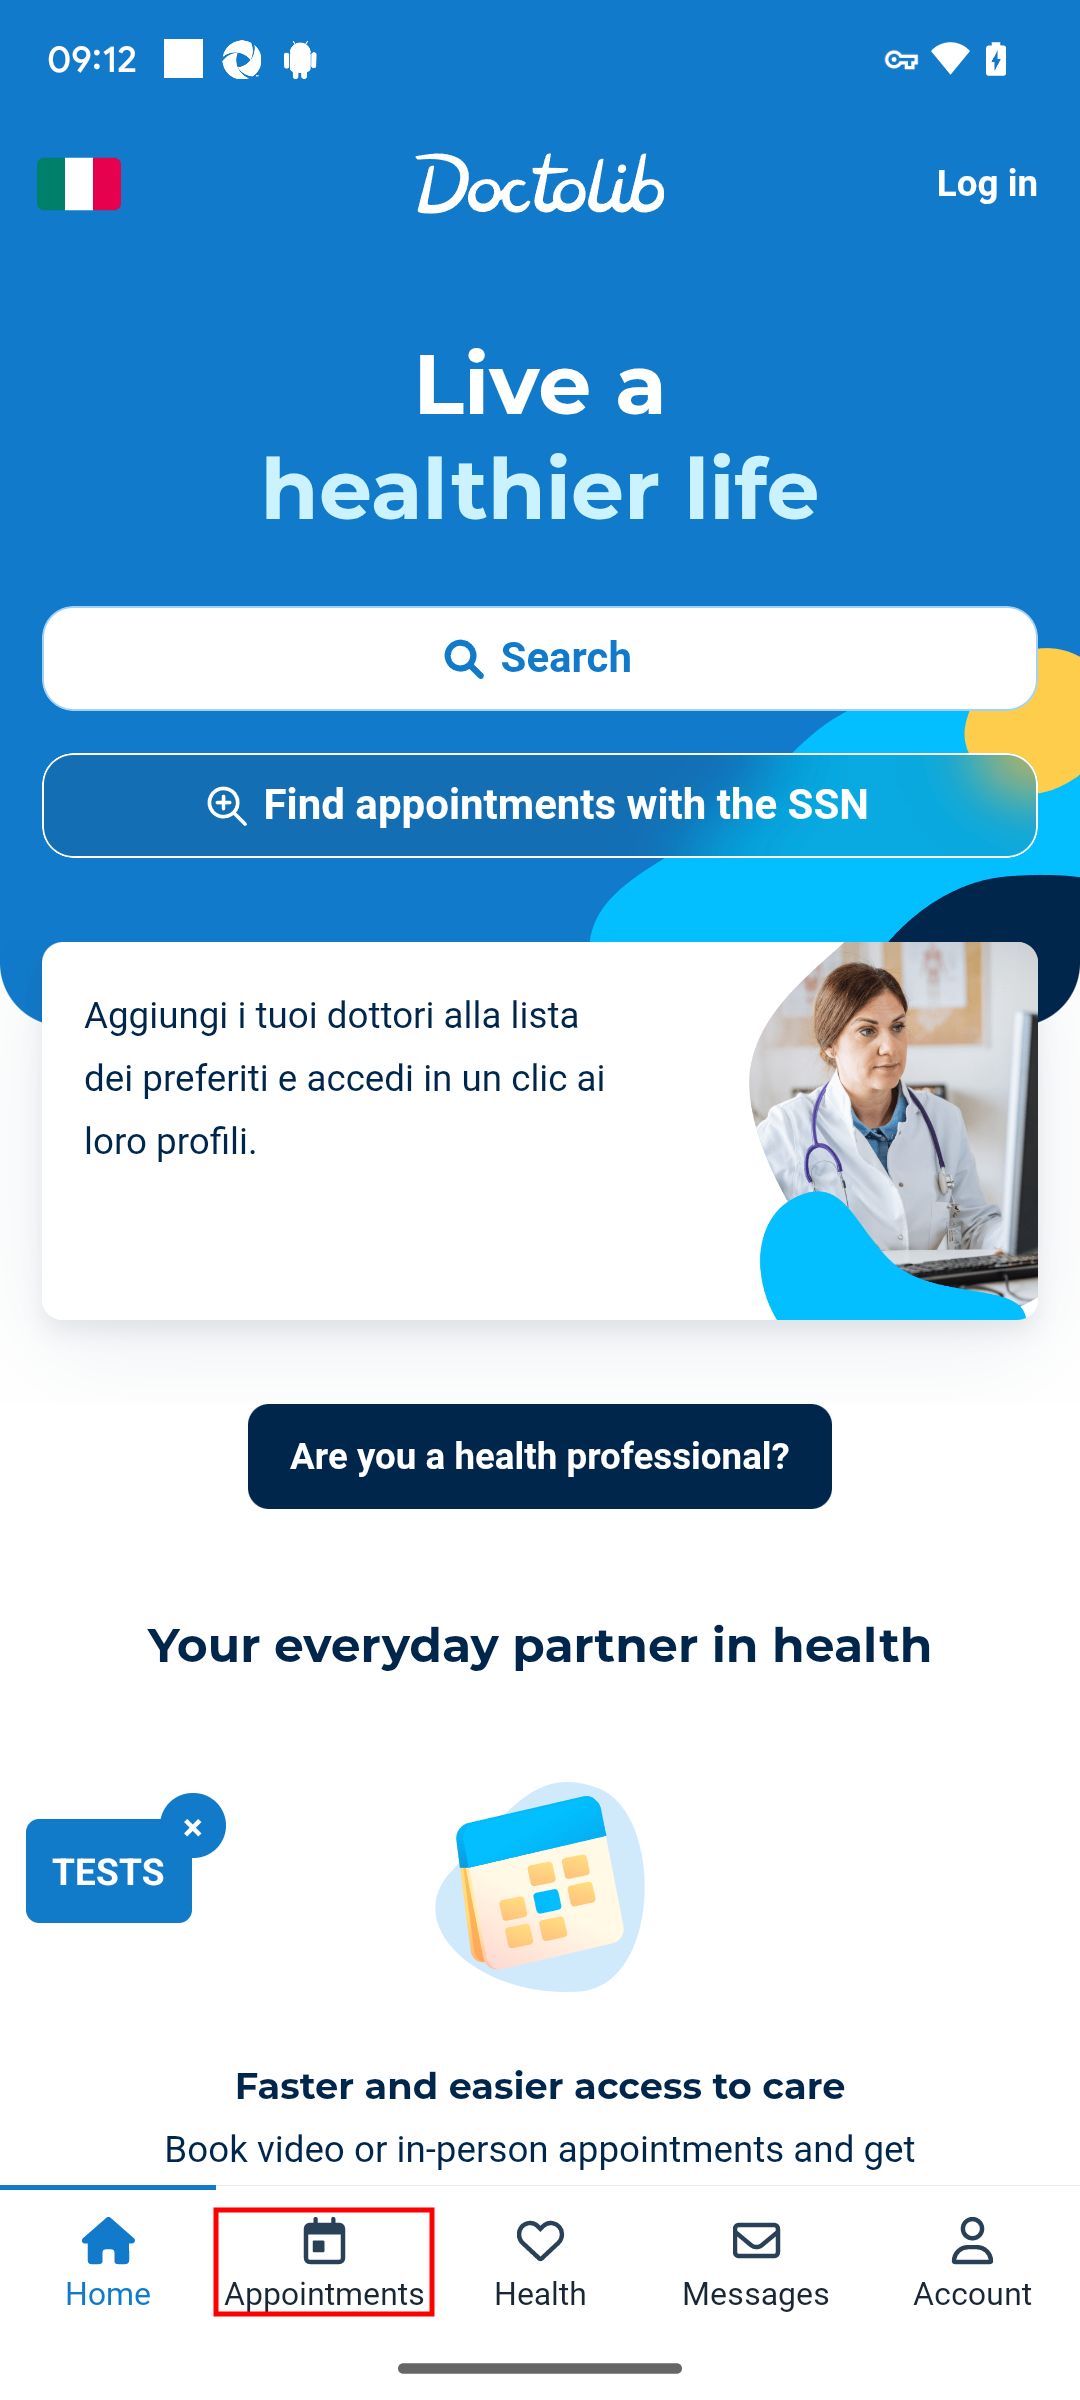 09:12
Doctolib
Log in
Live a
healthier life
Search
Find appointments with the SSN
Aggiungi i tuoi dottori alla lista
dei preferiti e accedi in un clic ai
loro profili.
Are you a health professional?
Your everyday partner in health
×
TESTS
Faster and easier access to care
Book video or in-person appointments and get
Home
Appointments
Health
Messages
Account